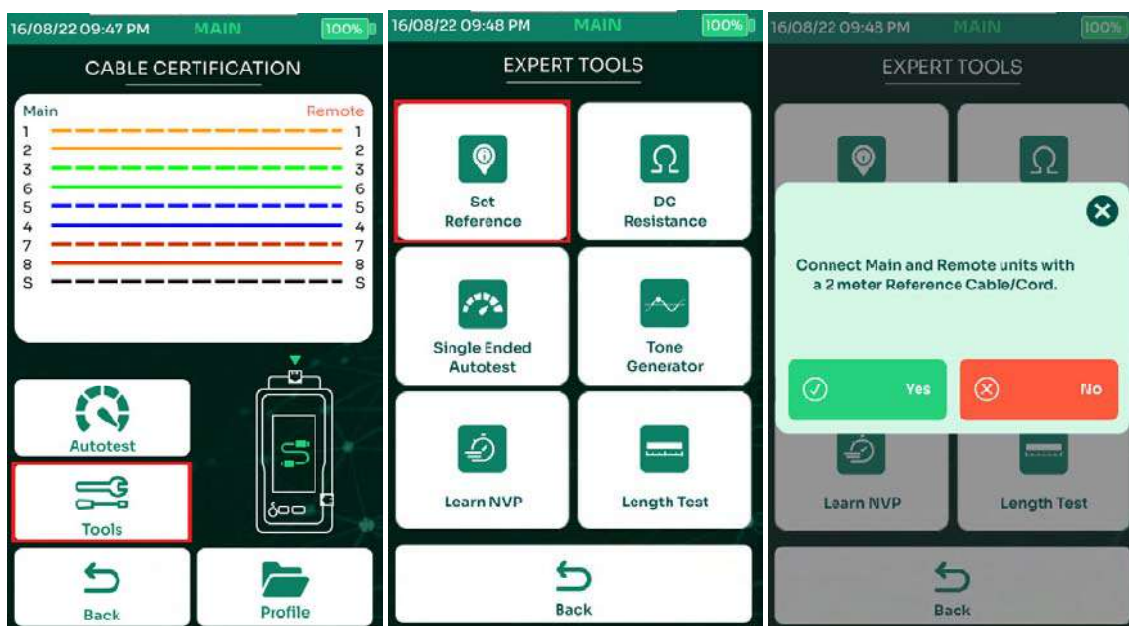 16/08/22 09:47 PM MAIN 100%
CABLE CERTIFICATION
Main Remote
1 1
2 2
3 3
6 6
5 5
4 4
7 7
8 8
S S
Autotest
Tools
Back Profile
16/08/22 09:48 PM MAIN 100%
EXPERT TOOLS
Set
Reference
DC
Resistance
Single Ended
Autotest
Tone
Generator
Learn NVP
Length Test
Back
16/08/22 09:48 PM MAIN 100%
EXPERT TOOLS
Connect Main and Remote units with
a 2 meter Reference Cable/Cord.
Yes No
Learn NVP Length Test
Back